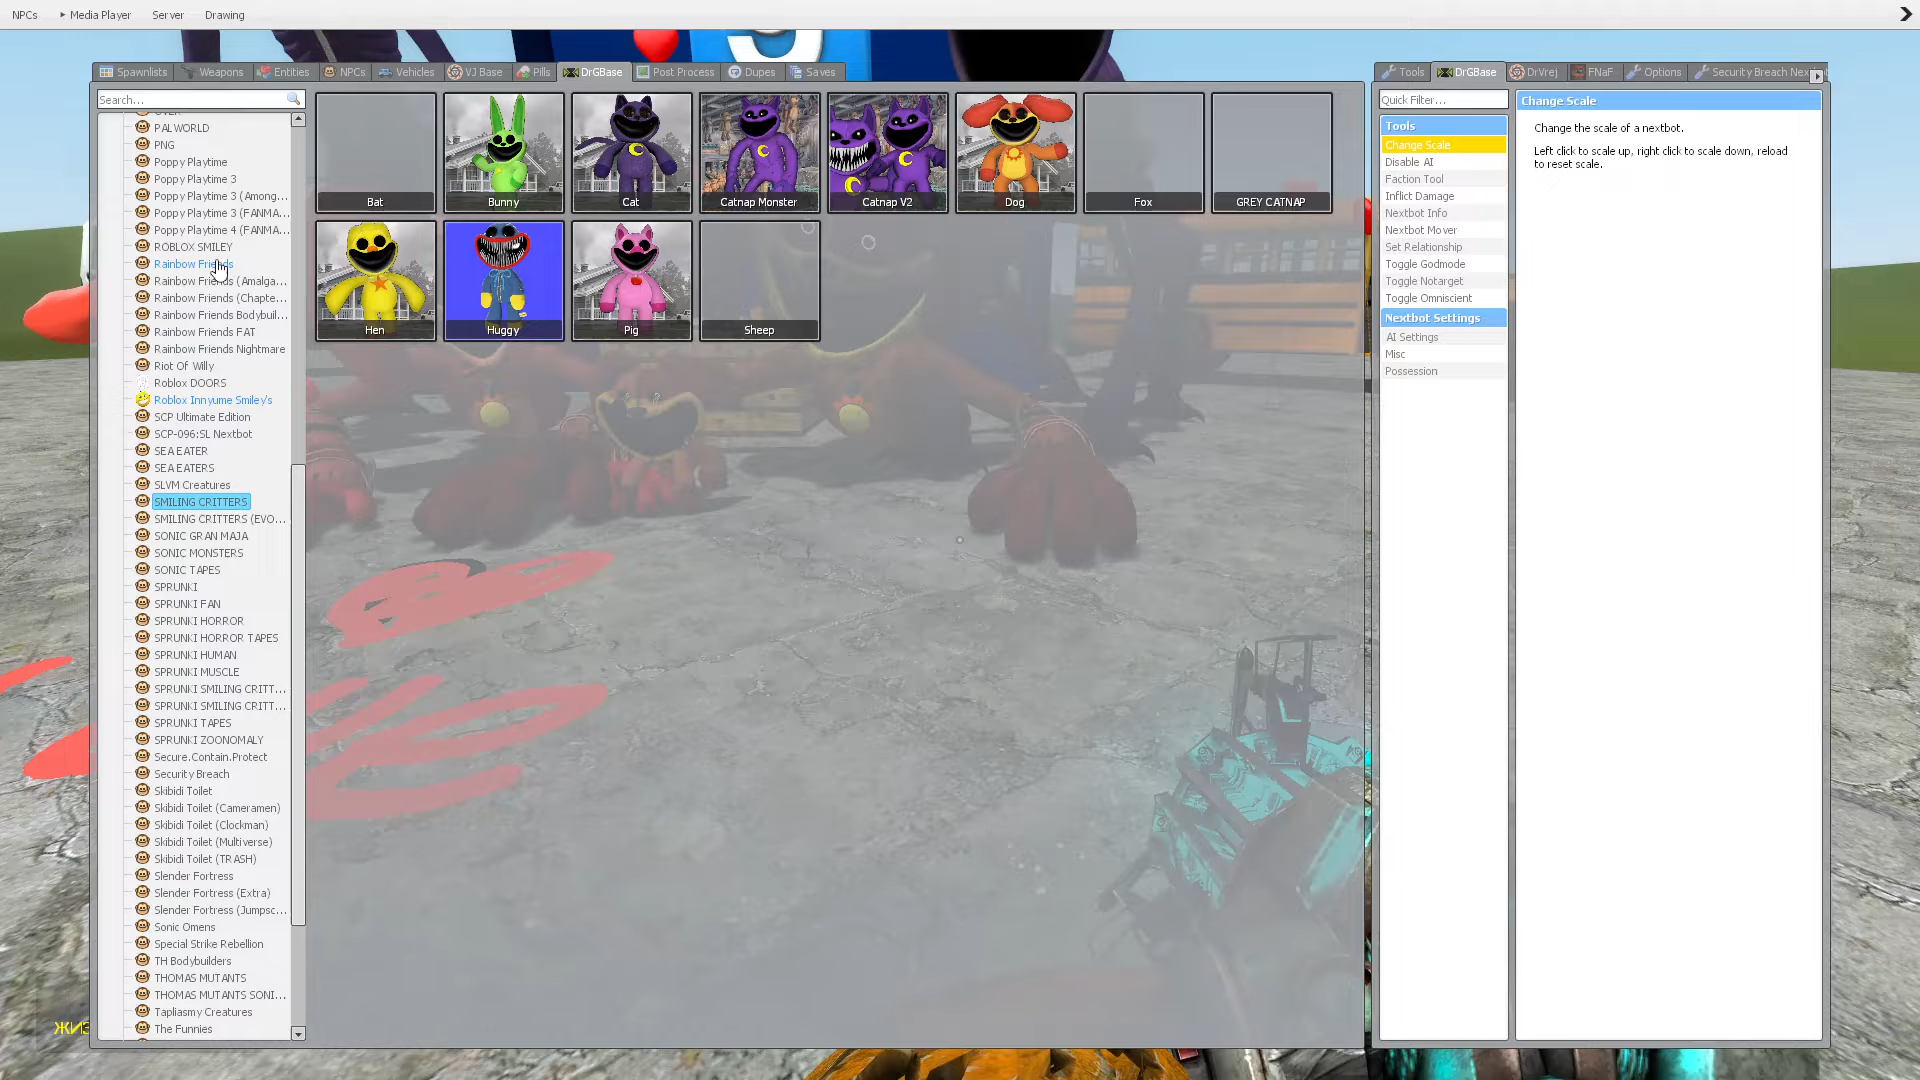 NPCs
Media Player
Server
Drawing
Spawnlists
Weapons
Entities
NPCs
Vehicles
VJ Base
Pills
DrGBase
Post Process
Dupes
Saves
Search...
PALWORLD
PNG
Poppy Playtime
Poppy Playtime 3
Poppy Playtime 3 (Among...
Poppy Playtime 3 (FANMA...
Poppy Playtime 4 (FANMA...
ROBLOX SMILEY
Rainbow Friends
Rainbow Friends (Amalga...
Rainbow Friends (Chapte...
Rainbow Friends Bodybuil...
Rainbow Friends FAT
Rainbow Friends Nightmare
Riot Of Willy
Roblox DOORS
Roblox Innyume Smiley's
SCP Ultimate Edition
SCP-096:SL Nextbot
SEA EATER
SEA EATERS
SLVM Creatures
SMILING CRITTERS
SMILING CRITTERS (EVO...
SONIC GRAN MAJA
SONIC MONSTERS
SONIC TAPES
SPRUNKI
SPRUNKI FAN
SPRUNKI HORROR
SPRUNKI HORROR TAPES
SPRUNKI HUMAN
SPRUNKI MUSCLE
SPRUNKI SMILING CRITT...
SPRUNKI SMILING CRITT...
SPRUNKI TAPES
SPRUNKI ZOONOMALY
Secure.Contain.Protect
Security Breach
Skibidi Toilet
Skibidi Toilet (Cameramen)
Skibidi Toilet (Clockman)
Skibidi Toilet (Multiverse)
Skibidi Toilet (TRASH)
Slender Fortress
Slender Fortress (Extra)
Slender Fortress (Jumpsc...
Sonic Omens
Special Strike Rebellion
TH Bodybuilders
THOMAS MUTANTS
THOMAS MUTANTS SONI...
Tapliasmy Creatures
The Funnies
Bat
Bunny
Cat
Catnap Monster
Catnap V2
Dog
Fox
GREY CATNAP
Hen
Huggy
Pig
Sheep
Tools
DrGBase
DrVrej
FNaF
Options
Quick Filter...
Tools
Change Scale
Disable AI
Faction Tool
Inflict Damage
Nextbot Info
Nextbot Mover
Set Relationship
Toggle Godmode
Toggle Notarget
Toggle Omniscient
Nextbot Settings
AI Settings
Misc
Possession
Change Scale
Change the scale of a nextbot.
Left click to scale up, right click to scale down, reload
to reset scale.